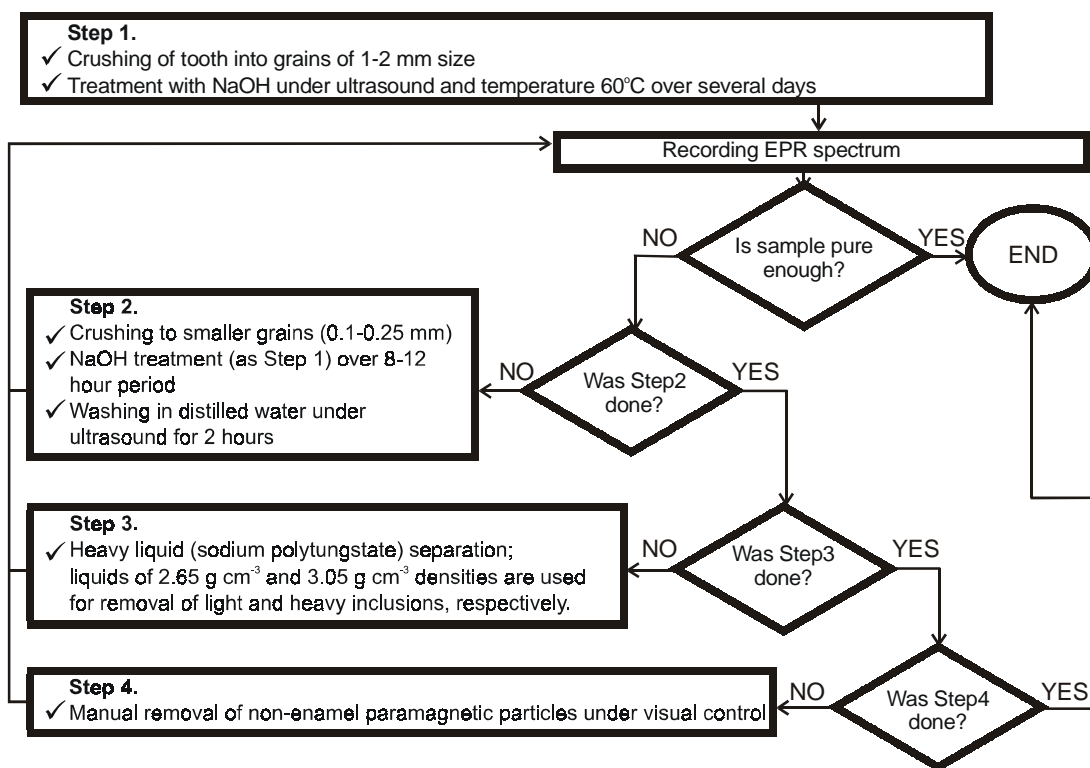 Step 1.
✓ Crushing of tooth into grains of 1-2 mm size
✓ Treatment with NaOH under ultrasound and temperature 60°C over several days
Recording EPR spectrum
Is sample pure
enough?
NO
YES
END
Step 2.
✓ Crushing to smaller grains (0.1-0.25 mm)
✓ NaOH treatment (as Step 1) over 8-12
hour period
✓ Washing in distilled water under
ultrasound for 2 hours
NO
Was Step2
done?
YES
Step 3.
✓ Heavy liquid (sodium polytungstate) separation;
liquids of 2.65 g cm⁻³ and 3.05 g cm⁻³ densities are used
for removal of light and heavy inclusions, respectively.
NO
Was Step3
done?
YES
Step 4.
✓ Manual removal of non-enamel paramagnetic particles under visual control
NO
Was Step4
done?
YES